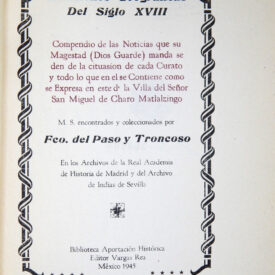 Del Siglo XVIII
Compendio de las Noticias que su
Magestad (Dios Guarde) manda se
den de la cituasion de cada Curato
y todo lo que en el se Contiene como
se Expresa en este d la Villa del Señor
San Miguel de Charo Matlaltzingo
M. S. encontrados y coleccionados por
Fco. del Paso y Troncoso
En los Archivos de la Real Academia
de Historia de Madrid y del Archivo
de Indias de Sevilla
Biblioteca Aportación Histórica
Editor Vargas Rea
México 1945